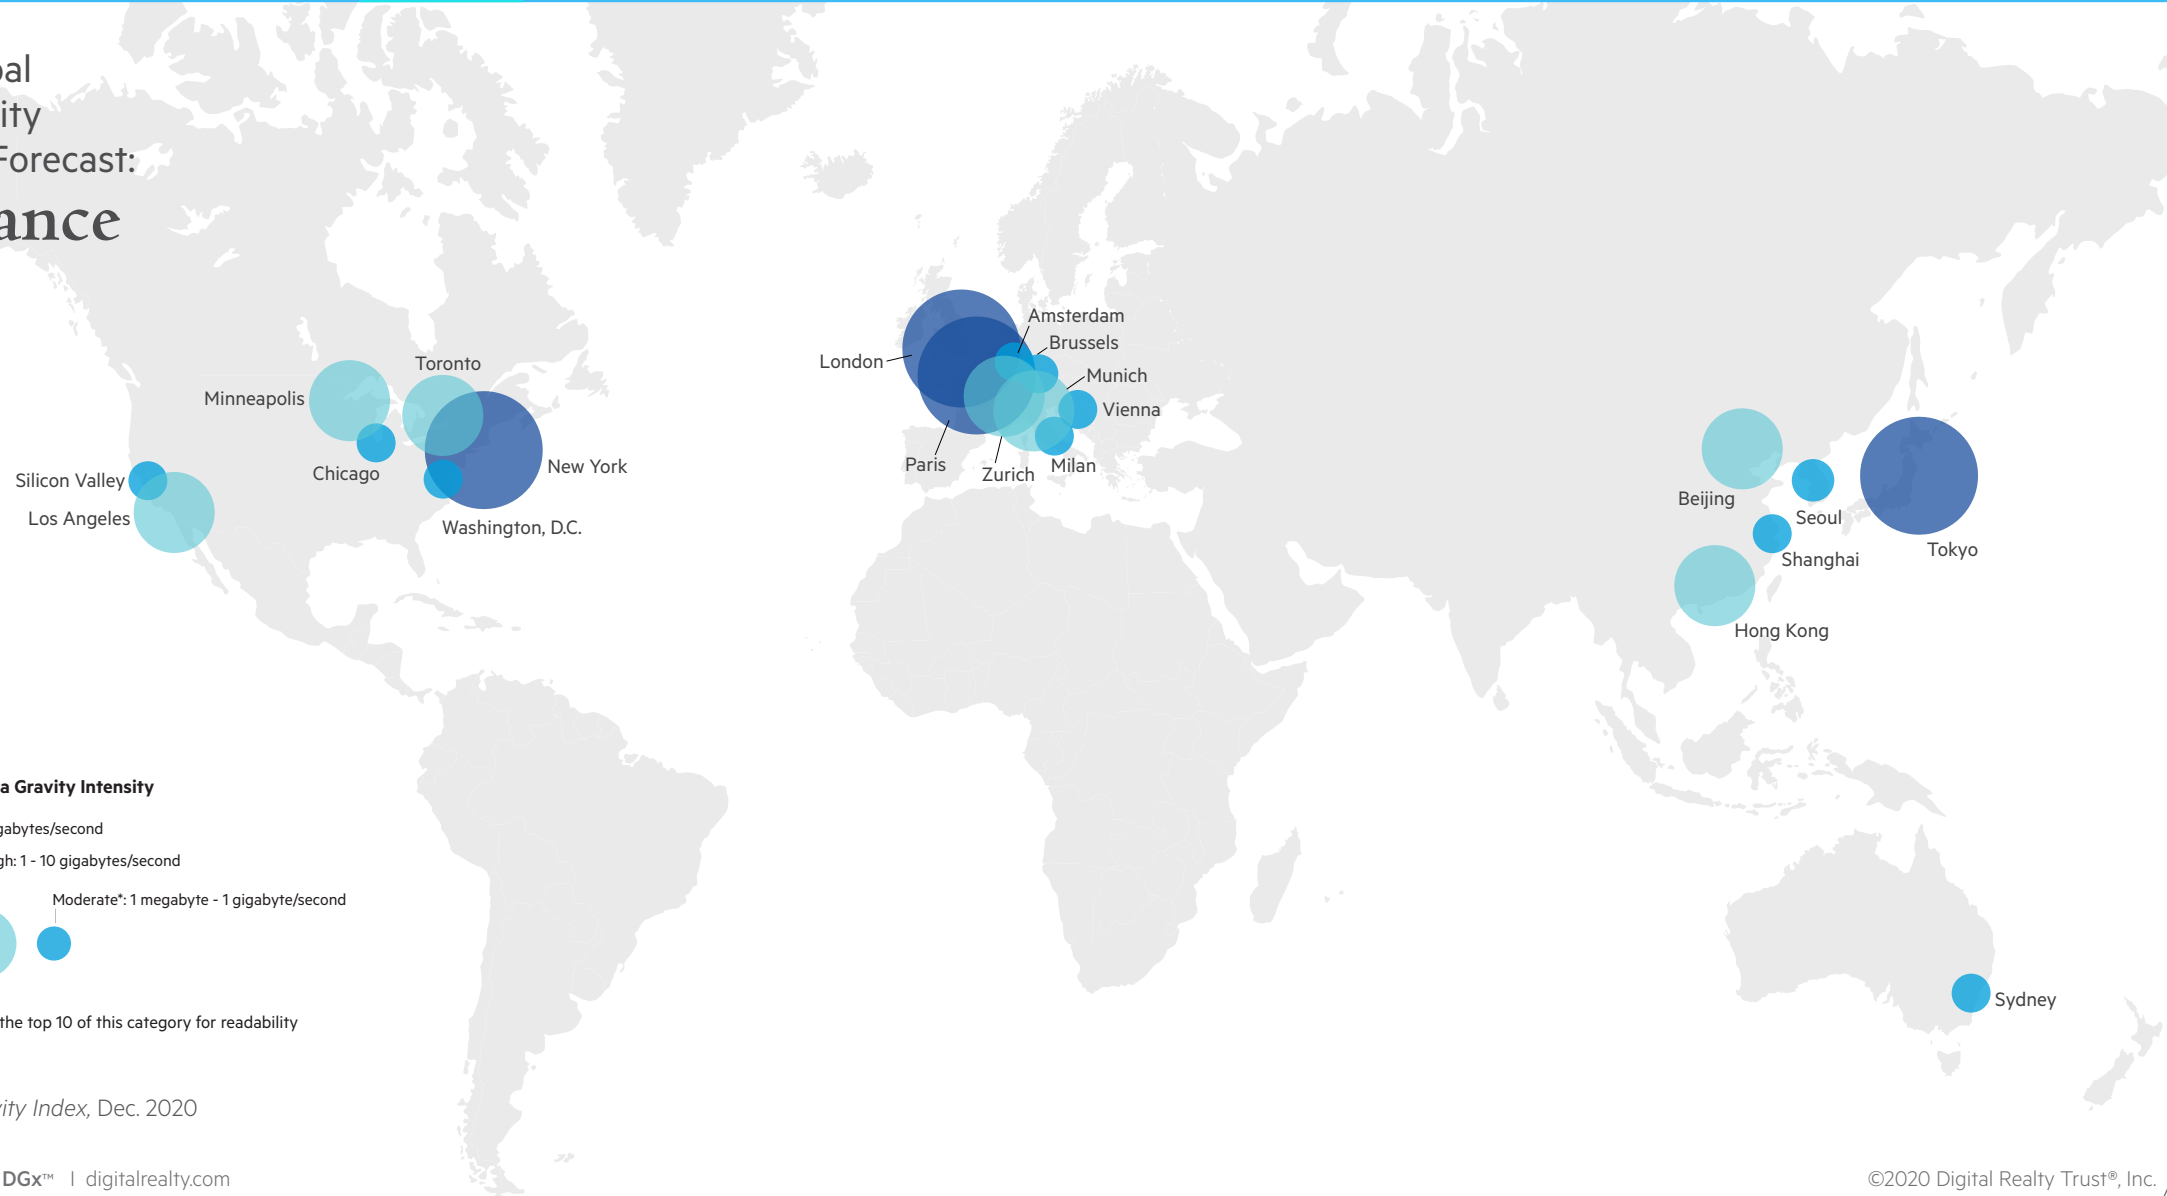 bal
ity
Forecast:
ance
Toronto
Minneapolis
Chicago
New York
Silicon Valley
Los Angeles
Washington, D.C.
Amsterdam
Brussels
London
Munich
Vienna
Paris
Zurich
Milan
Beijing
Seoul
Shanghai
Tokyo
Hong Kong
Sydney
a Gravity Intensity
gabytes/second
gh: 1 - 10 gigabytes/second
Moderate*: 1 megabyte - 1 gigabyte/second
the top 10 of this category for readability
vity Index, Dec. 2020
DGx™ | digitalrealty.com
©2020 Digital Realty Trust®, Inc. /